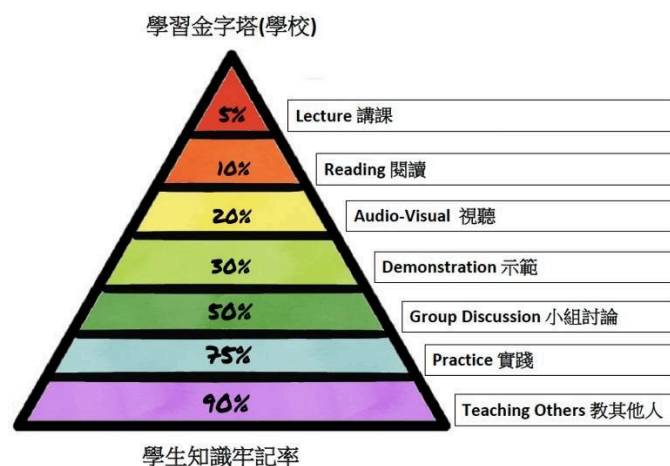 學習金字塔(學校)
5%
Lecture 講課
10%
Reading 閱讀
20%
Audio-Visual 視聽
30%
Demonstration 示範
50%
Group Discussion 小組討論
75%
Practice 實踐
90%
Teaching Others 教其他人
學生知識牢記率